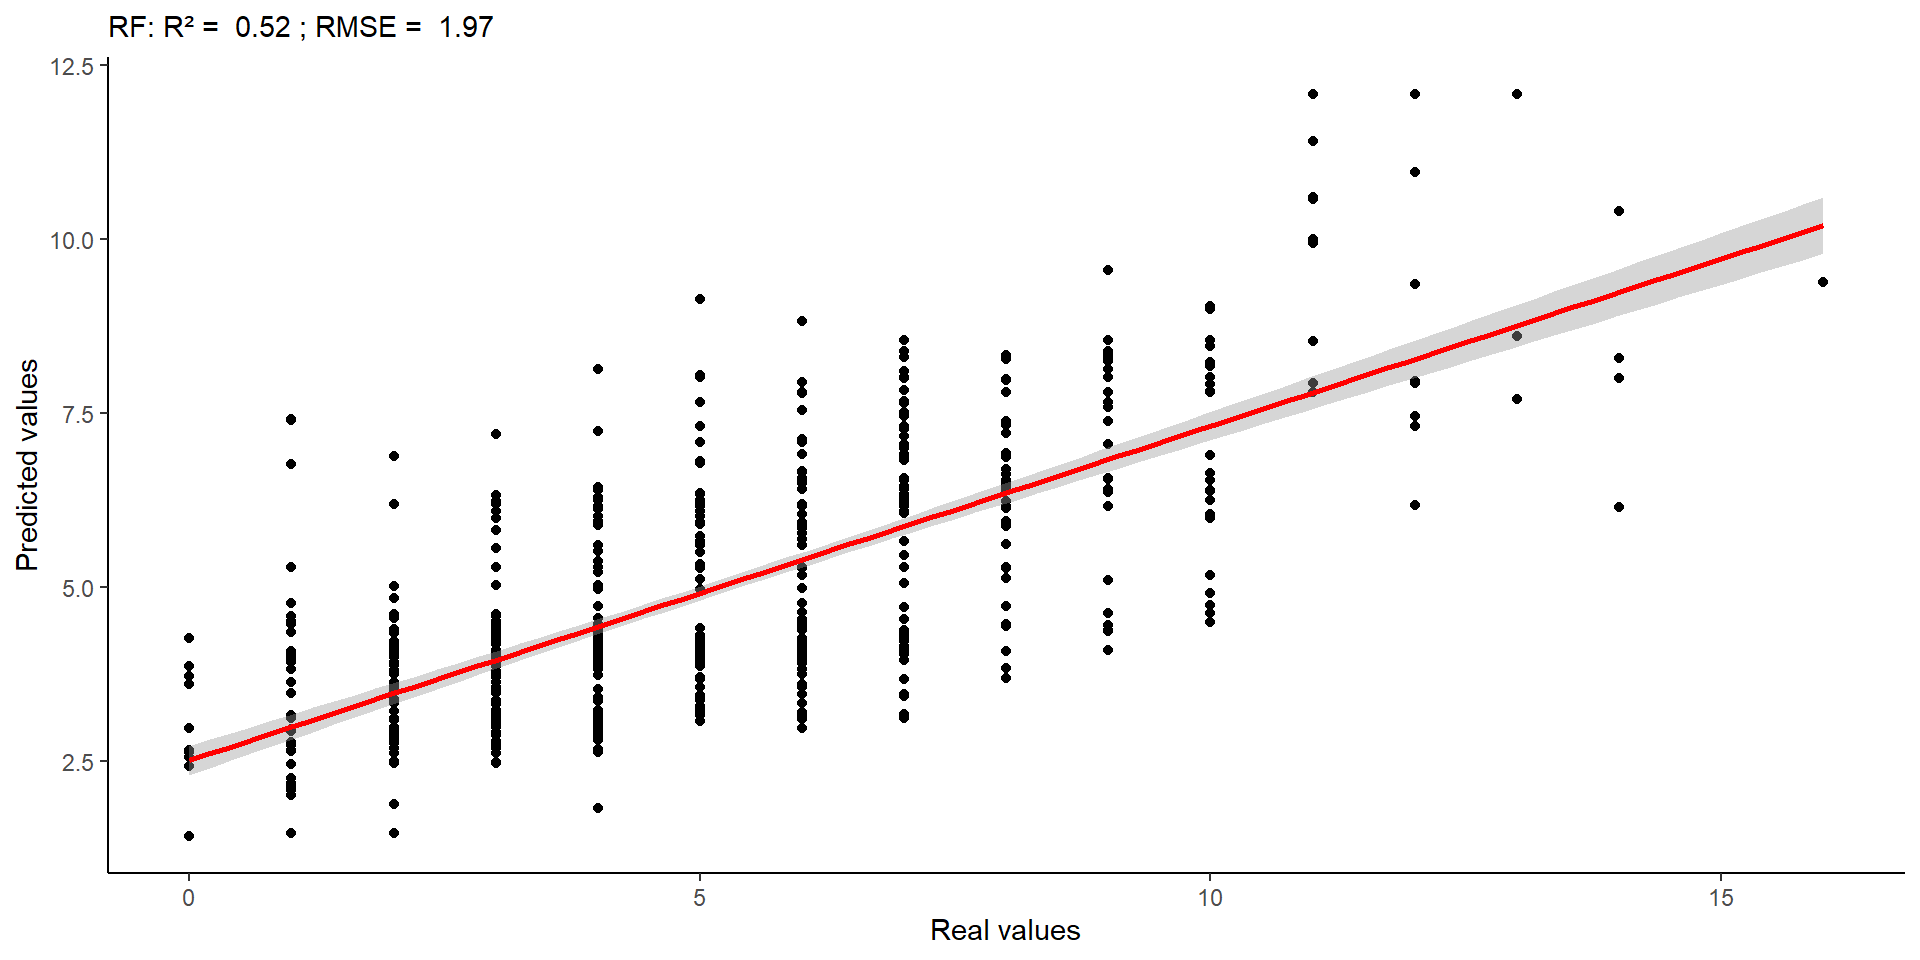 RF: R² =  0.52 ; RMSE =  1.97
12.5
10.0
7.5
5.0
2.5
Predicted values
0 5 10 15
Real values